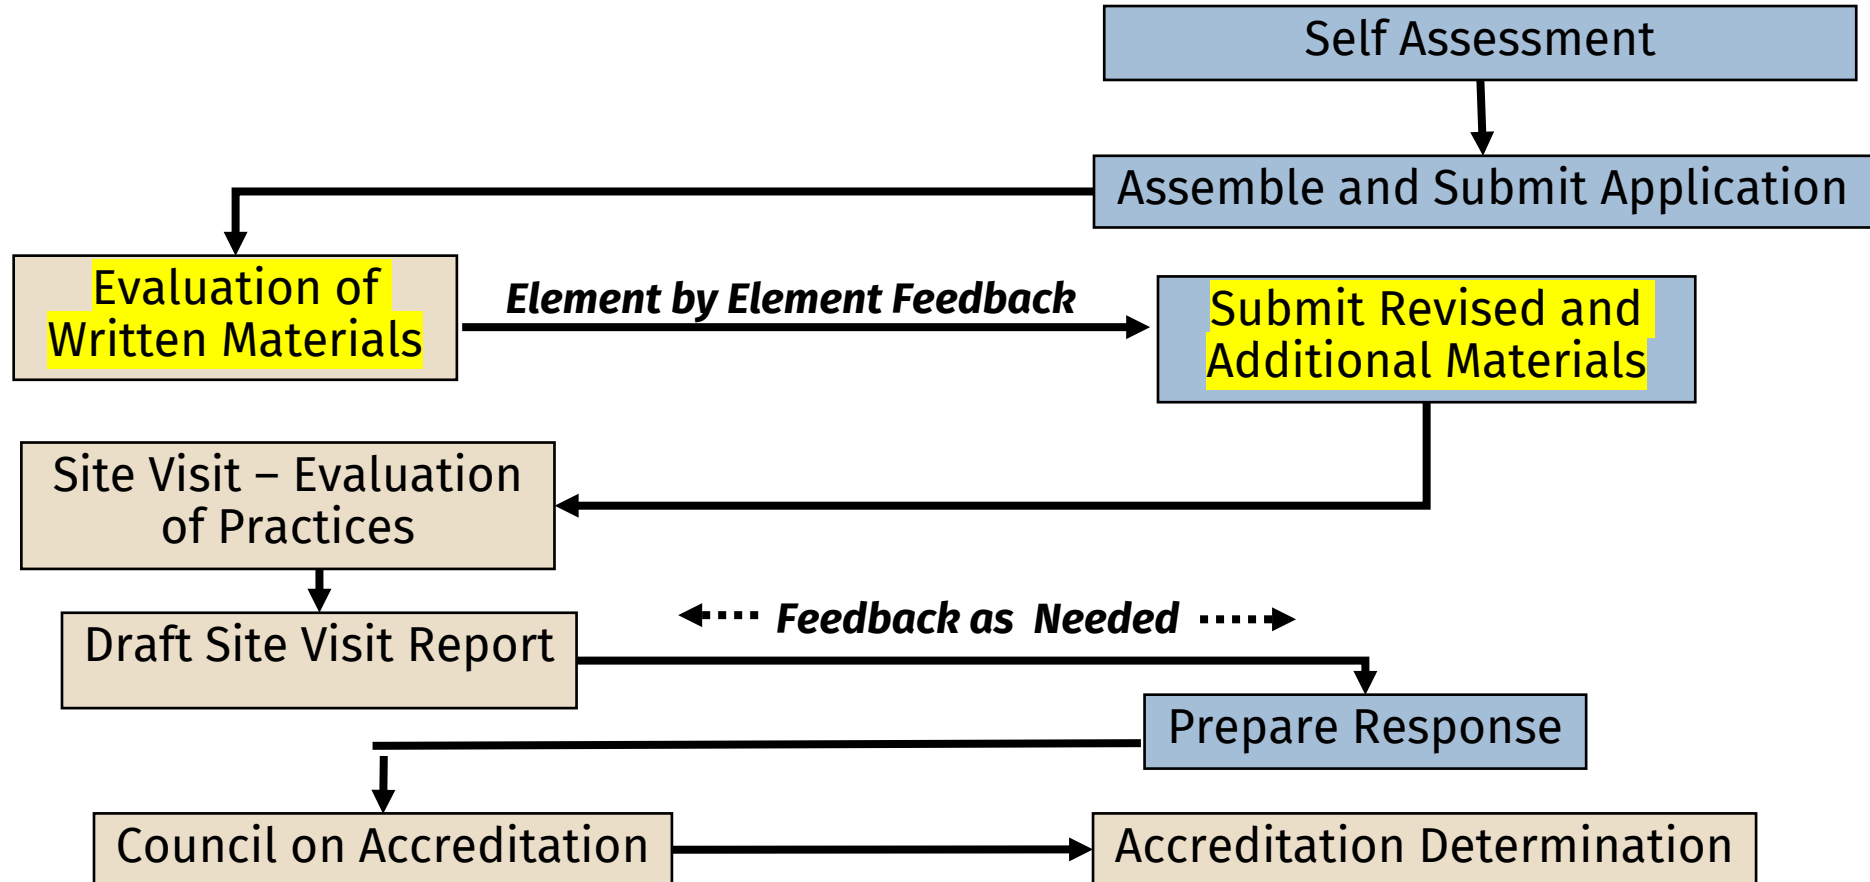 Self Assessment
Assemble and Submit Application
Evaluation of
Written Materials
Element by Element Feedback
Submit Revised and
Additional Materials
Site Visit – Evaluation
of Practices
Draft Site Visit Report
Feedback as Needed
Prepare Response
Council on Accreditation
Accreditation Determination